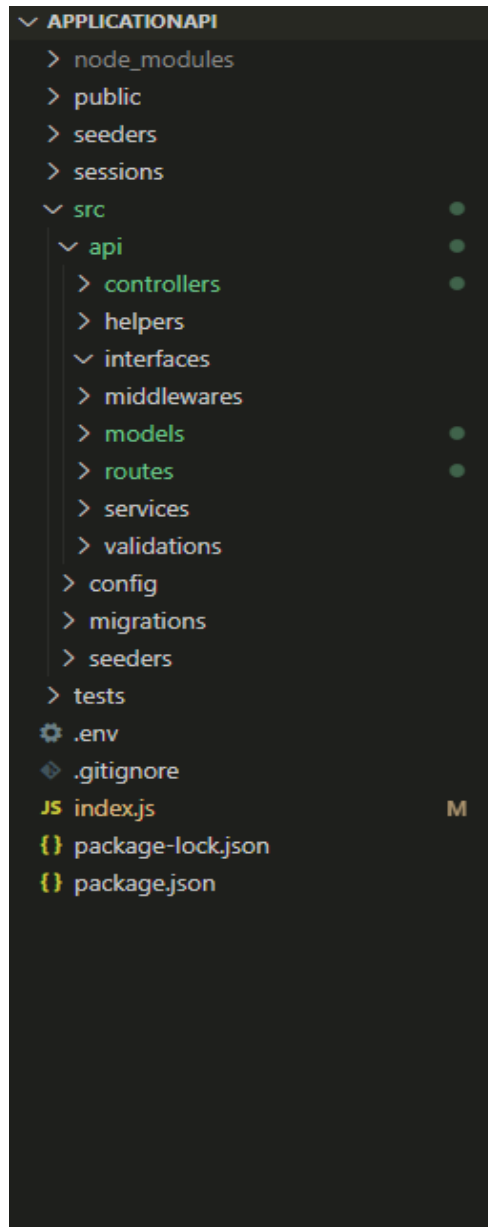 APPLICATIONAPI
node_modules
public
seeders
sessions
src
api
controllers
helpers
interfaces
middlewares
models
routes
services
validations
config
migrations
seeders
tests
.env
.gitignore
JS index.js M
{} package-lock.json
{} package.json